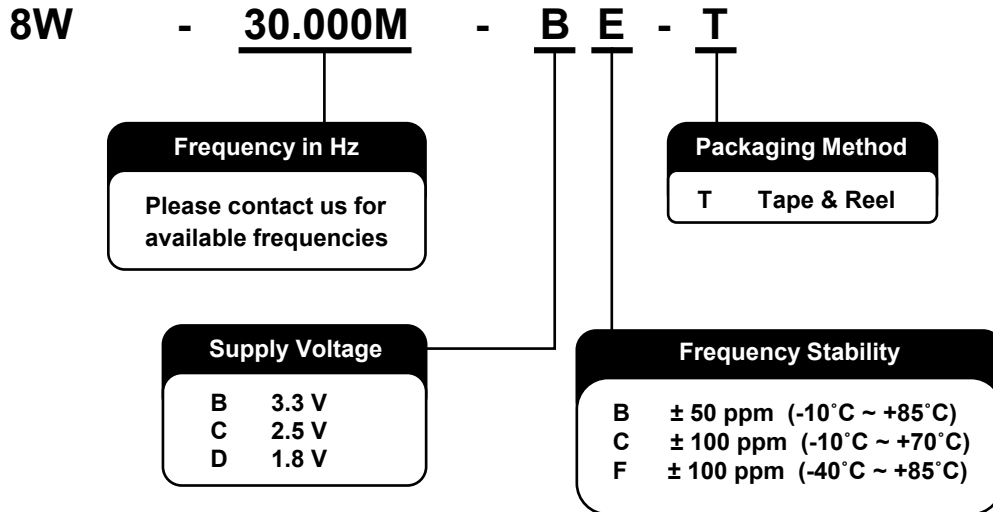 8W - 30.000M - B E - T
Frequency in Hz
Please contact us for
available frequencies
Packaging Method
T Tape & Reel
Supply Voltage
B 3.3 V
C 2.5 V
D 1.8 V
Frequency Stability
B ± 50 ppm (-10˚C ~ +85˚C)
C ± 100 ppm (-10˚C ~ +70˚C)
F ± 100 ppm (-40˚C ~ +85˚C)